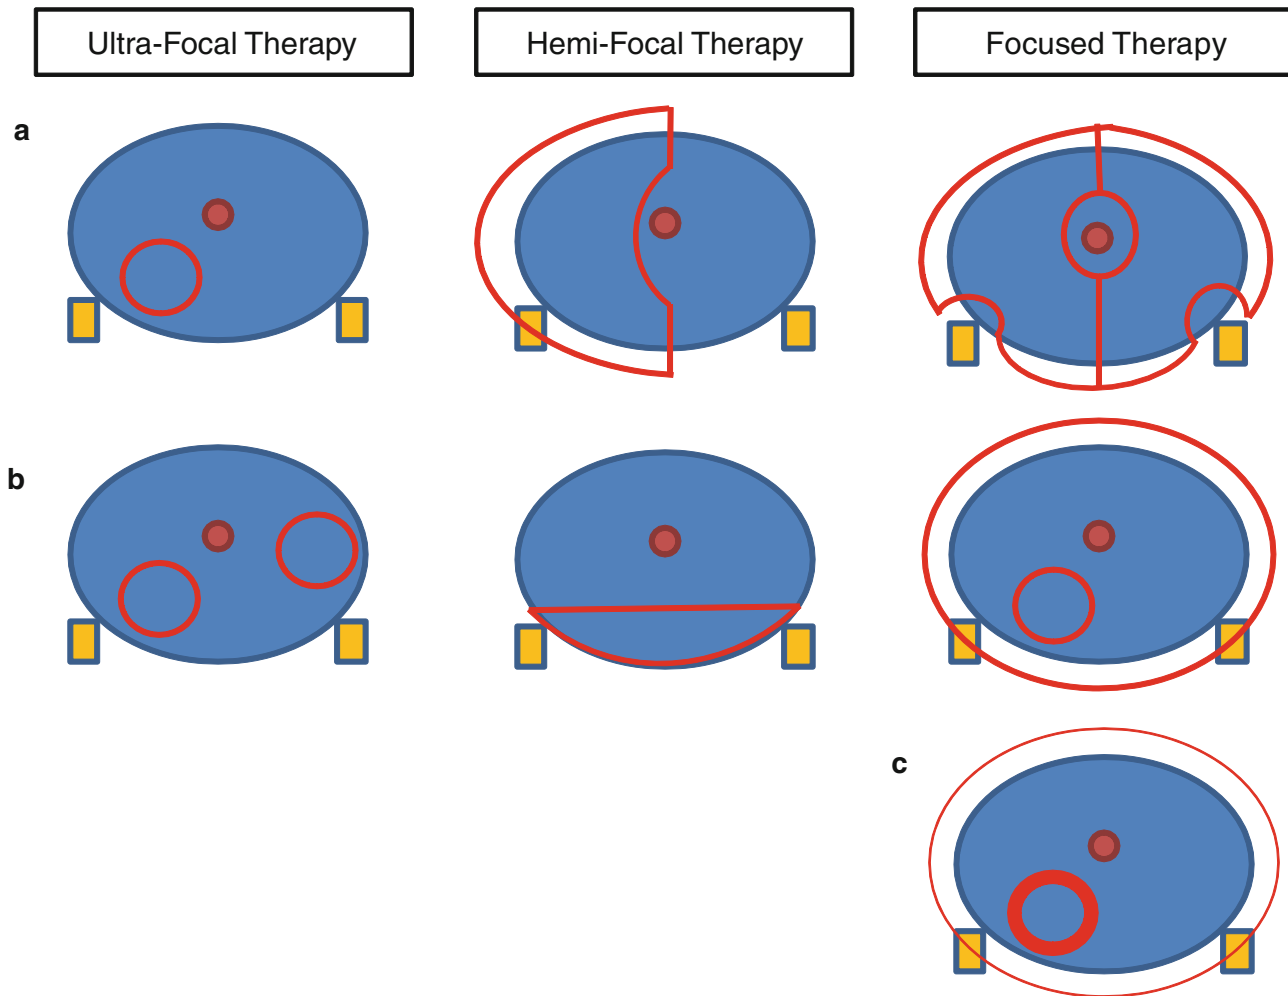 Ultra-Focal Therapy
Hemi-Focal Therapy
Focused Therapy
a
b
c